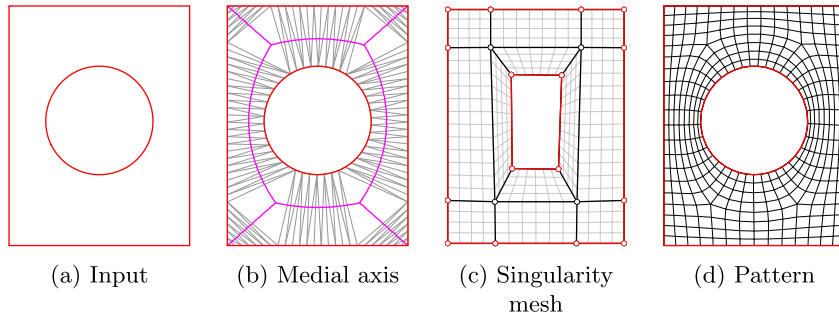 (a) Input
(b) Medial axis
(c) Singularity
mesh
(d) Pattern